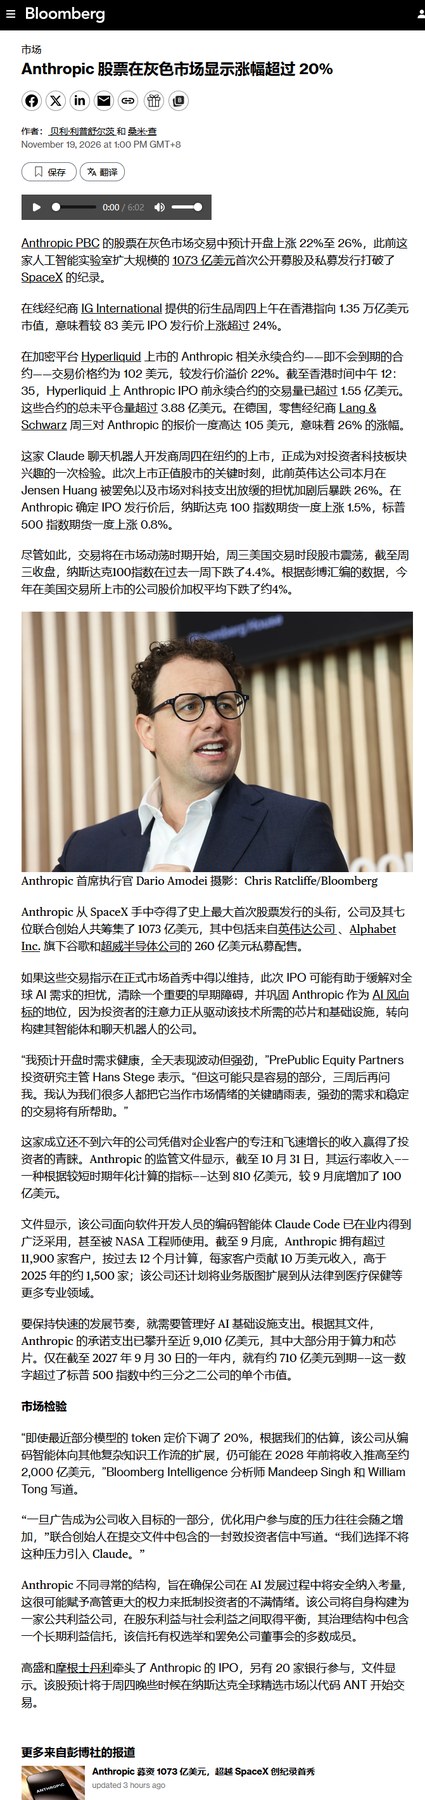 Bloomberg
市场
Anthropic 股票在灰色市场显示涨幅超过 20%
作者： 贝利·利普舒尔茨 和 桑米·查
November 19, 2026 at 1:00 PM GMT+8
保存
翻译
0:00 / 6:02
Anthropic PBC 的股票在灰色市场交易中预计开盘上涨 22%至 26%，此前这
家人工智能实验室扩大规模的 1073 亿美元首次公开募股及私募发行打破了
SpaceX 的纪录。
在线经纪商 IG International 提供的衍生品周四上午在香港指向 1.35 万亿美元
市值，意味着较 83 美元 IPO 发行价上涨超过 24%。
在加密平台 Hyperliquid 上市的 Anthropic 相关永续合约——即不会到期的合
约——交易价格约为 102 美元，较发行价溢价 22%。截至香港时间中午 12：
35，Hyperliquid 上 Anthropic IPO 前永续合约的交易量已超过 1.55 亿美元。
这些合约的总未平仓量超过 3.88 亿美元。在德国，零售经纪商 Lang &
Schwarz 周三对 Anthropic 的报价一度高达 105 美元，意味着 26% 的涨幅。
这家 Claude 聊天机器人开发商周四在纽约的上市，正成为对投资者科技板块
兴趣的一次检验。此次上市正值股市的关键时刻，此前英伟达公司本月在
Jensen Huang 被罢免以及市场对科技支出放缓的担忧加剧后暴跌 26%。在
Anthropic 确定 IPO 发行价后，纳斯达克 100 指数期货一度上涨 1.5%，标普
500 指数期货一度上涨 0.8%。
尽管如此，交易将在市场动荡时期开始，周三美国交易时段股市震荡，截至周
三收盘，纳斯达克100指数在过去一周下跌了4.4%。根据彭博汇编的数据，今
年在美国交易所上市的公司股价加权平均下跌了约4%。
Bloomberg House
Anthropic 首席执行官 Dario Amodei 摄影：Chris Ratcliffe/Bloomberg
Anthropic 从 SpaceX 手中夺得了史上最大首次股票发行的头衔，公司及其七
位联合创始人共筹集了 1073 亿美元，其中包括来自英伟达公司 、Alphabet
Inc. 旗下谷歌和超威半导体公司的 260 亿美元私募配售。
如果这些交易指示在正式市场首秀中得以维持，此次 IPO 可能有助于缓解对全
球 AI 需求的担忧，清除一个重要的早期障碍，并巩固 Anthropic 作为 AI 风向
标的地位，因为投资者的注意力正从驱动该技术所需的芯片和基础设施，转向
构建其智能体和聊天机器人的公司。
“我预计开盘时需求健康，全天表现波动但强劲，”PrePublic Equity Partners
投资研究主管 Hans Stege 表示。“但这可能只是容易的部分，三周后再问
我。我认为我们很多人都把它当作市场情绪的关键晴雨表，强劲的需求和稳定
的交易将有所帮助。”
这家成立还不到六年的公司凭借对企业客户的专注和飞速增长的收入赢得了投
资者的青睐。Anthropic 的监管文件显示，截至 10 月 31 日，其运行率收入——
一种根据较短时期年化计算的指标——达到 810 亿美元，较 9 月底增加了 100
亿美元。
文件显示，该公司面向软件开发人员的编码智能体 Claude Code 已在业内得到
广泛采用，甚至被 NASA 工程师使用。截至 9 月底，Anthropic 拥有超过
11,900 家客户，按过去 12 个月计算，每家客户贡献 10 万美元收入，高于
2025 年的约 1,500 家；该公司还计划将业务版图扩展到从法律到医疗保健等
更多专业领域。
要保持快速的发展节奏，就需要管理好 AI 基础设施支出。根据其文件，
Anthropic 的承诺支出已攀升至近 9,010 亿美元，其中大部分用于算力和芯
片。仅在截至 2027 年 9 月 30 日的一年内，就有约 710 亿美元到期——这一数
字超过了标普 500 指数中约三分之二公司的单个市值。
市场检验
“即使最近部分模型的 token 定价下调了 20%，根据我们的估算，该公司从编
码智能体向其他复杂知识工作流的扩展，仍可能在 2028 年前将收入推高至约
2,000 亿美元，”Bloomberg Intelligence 分析师 Mandeep Singh 和 William
Tong 写道。
“一旦广告成为公司收入目标的一部分，优化用户参与度的压力往往会随之增
加，”联合创始人在提交文件中包含的一封致投资者信中写道。“我们选择不将
这种压力引入 Claude。”
Anthropic 不同寻常的结构，旨在确保公司在 AI 发展过程中将安全纳入考量，
这很可能赋予高管更大的权力来抵制投资者的不满情绪。该公司将自身构建为
一家公共利益公司，在股东利益与社会利益之间取得平衡，其治理结构中包含
一个长期利益信托，该信托有权选举和罢免公司董事会的多数成员。
高盛和摩根士丹利牵头了 Anthropic 的 IPO，另有 20 家银行参与，文件显
示。该股预计将于周四晚些时候在纳斯达克全球精选市场以代码 ANT 开始交
易。
更多来自彭博社的报道
Anthropic 募资 1073 亿美元，超越 SpaceX 创纪录首秀
updated 3 hours ago
ANTHROPIC